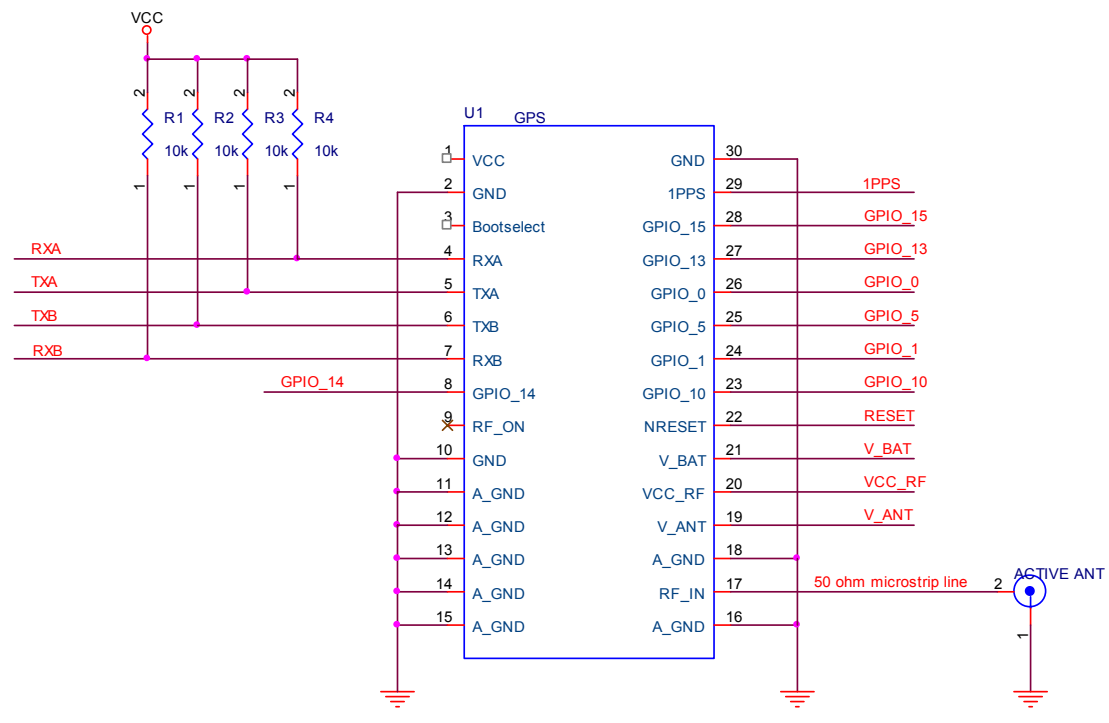 VCC
2 2 2 2
R1 R2 R3 R4
10k 10k 10k 10k
1 1 1 1
U1 GPS
1 VCC GND 30
2 GND 1PPS 29 1PPS
3 Bootselect GPIO_15 28 GPIO_15
RXA 4 RXA GPIO_13 27 GPIO_13
TXA 5 TXA GPIO_0 26 GPIO_0
TXB 6 TXB GPIO_5 25 GPIO_5
RXB 7 RXB GPIO_1 24 GPIO_1
GPIO_14 8 GPIO_14 GPIO_10 23 GPIO_10
9 RF_ON NRESET 22 RESET
10 GND V_BAT 21 V_BAT
11 A_GND VCC_RF 20 VCC_RF
12 A_GND V_ANT 19 V_ANT
13 A_GND A_GND 18
14 A_GND RF_IN 17 50 ohm microstrip line 2 ACTIVE ANT
15 A_GND A_GND 16 1